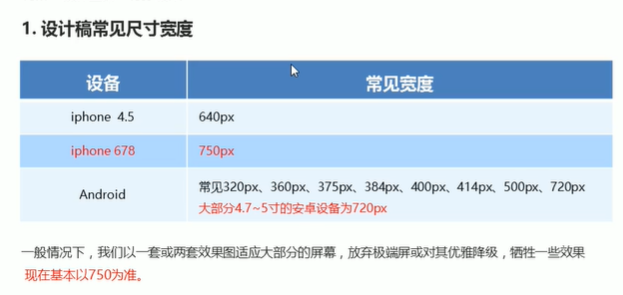 1. 设计稿常见尺寸宽度
设备 常见宽度
iphone 4.5 640px
iphone 678 750px
Android 常见320px、360px、375px、384px、400px、414px、500px、720px
大部分4.7~5寸的安卓设备为720px
一般情况下，我们以一套或两套效果图适应大部分的屏幕，放弃极端屏或对其优雅降级，牺牲一些效果
现在基本以750为准。